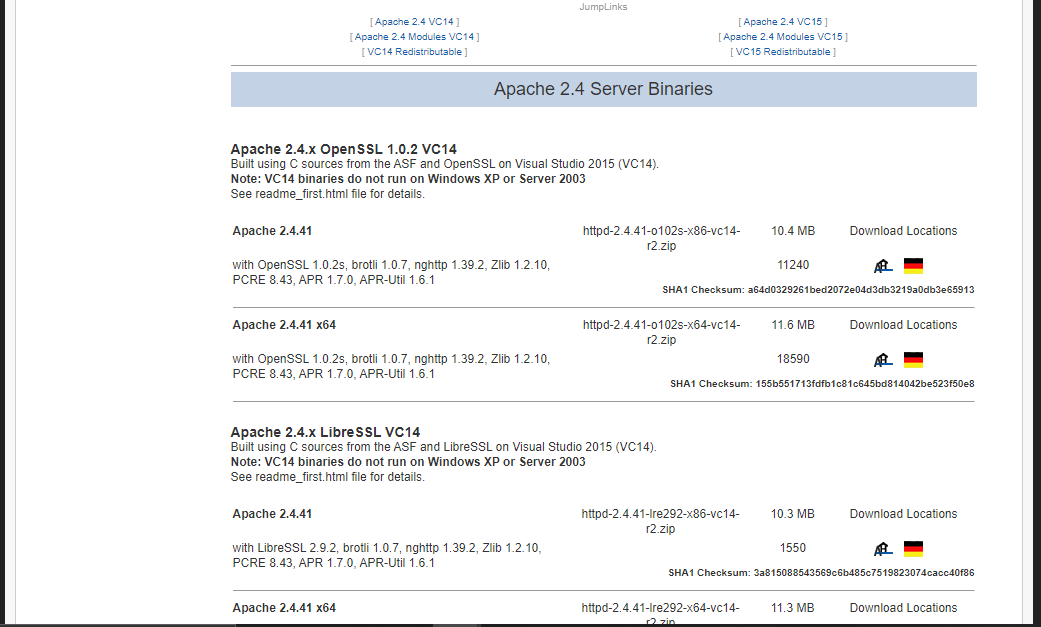 JumpLinks
[ Apache 2.4 VC14 ] [ Apache 2.4 VC15 ]
[ Apache 2.4 Modules VC14 ] [ Apache 2.4 Modules VC15 ]
[ VC14 Redistributable ] [ VC15 Redistributable ]
Apache 2.4 Server Binaries
Apache 2.4.x OpenSSL 1.0.2 VC14
Built using C sources from the ASF and OpenSSL on Visual Studio 2015 (VC14).
Note: VC14 binaries do not run on Windows XP or Server 2003
See readme_first.html file for details.
Apache 2.4.41 httpd-2.4.41-o102s-x86-vc14- 10.4 MB Download Locations
r2.zip
with OpenSSL 1.0.2s, brotli 1.0.7, nghttp 1.39.2, Zlib 1.2.10, 11240
PCRE 8.43, APR 1.7.0, APR-Util 1.6.1
SHA1 Checksum: a64d0329261bed2072e04d3db3219a0db3e65913
Apache 2.4.41 x64 httpd-2.4.41-o102s-x64-vc14- 11.6 MB Download Locations
r2.zip
with OpenSSL 1.0.2s, brotli 1.0.7, nghttp 1.39.2, Zlib 1.2.10, 18590
PCRE 8.43, APR 1.7.0, APR-Util 1.6.1
SHA1 Checksum: 155b551713fdfb1c81c645bd814042be523f50e8
Apache 2.4.x LibreSSL VC14
Built using C sources from the ASF and LibreSSL on Visual Studio 2015 (VC14).
Note: VC14 binaries do not run on Windows XP or Server 2003
See readme_first.html file for details.
Apache 2.4.41 httpd-2.4.41-lre292-x86-vc14- 10.3 MB Download Locations
r2.zip
with LibreSSL 2.9.2, brotli 1.0.7, nghttp 1.39.2, Zlib 1.2.10, 1550
PCRE 8.43, APR 1.7.0, APR-Util 1.6.1
SHA1 Checksum: 3a815088543569c6b485c7519823074cacc40f86
Apache 2.4.41 x64 httpd-2.4.41-lre292-x64-vc14- 11.3 MB Download Locations
r2.zip